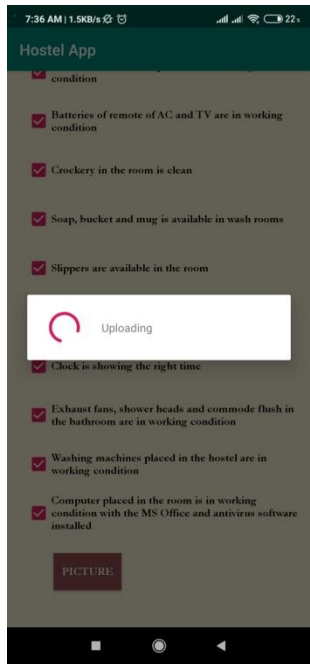 7:36 AM | 1.5KB/s
22
Hostel App
condition
Batteries of remote of AC and TV are in working
condition
Crockery in the room is clean
Soap, bucket and mug is available in wash rooms
Slippers are available in the room
Uploading
Clock is showing the right time
Exhaust fans, shower heads and commode flush in
the bathroom are in working condition
Washing machines placed in the hostel are in
working condition
Computer placed in the room is in working
condition with the MS Office and antivirus software
installed
PICTURE